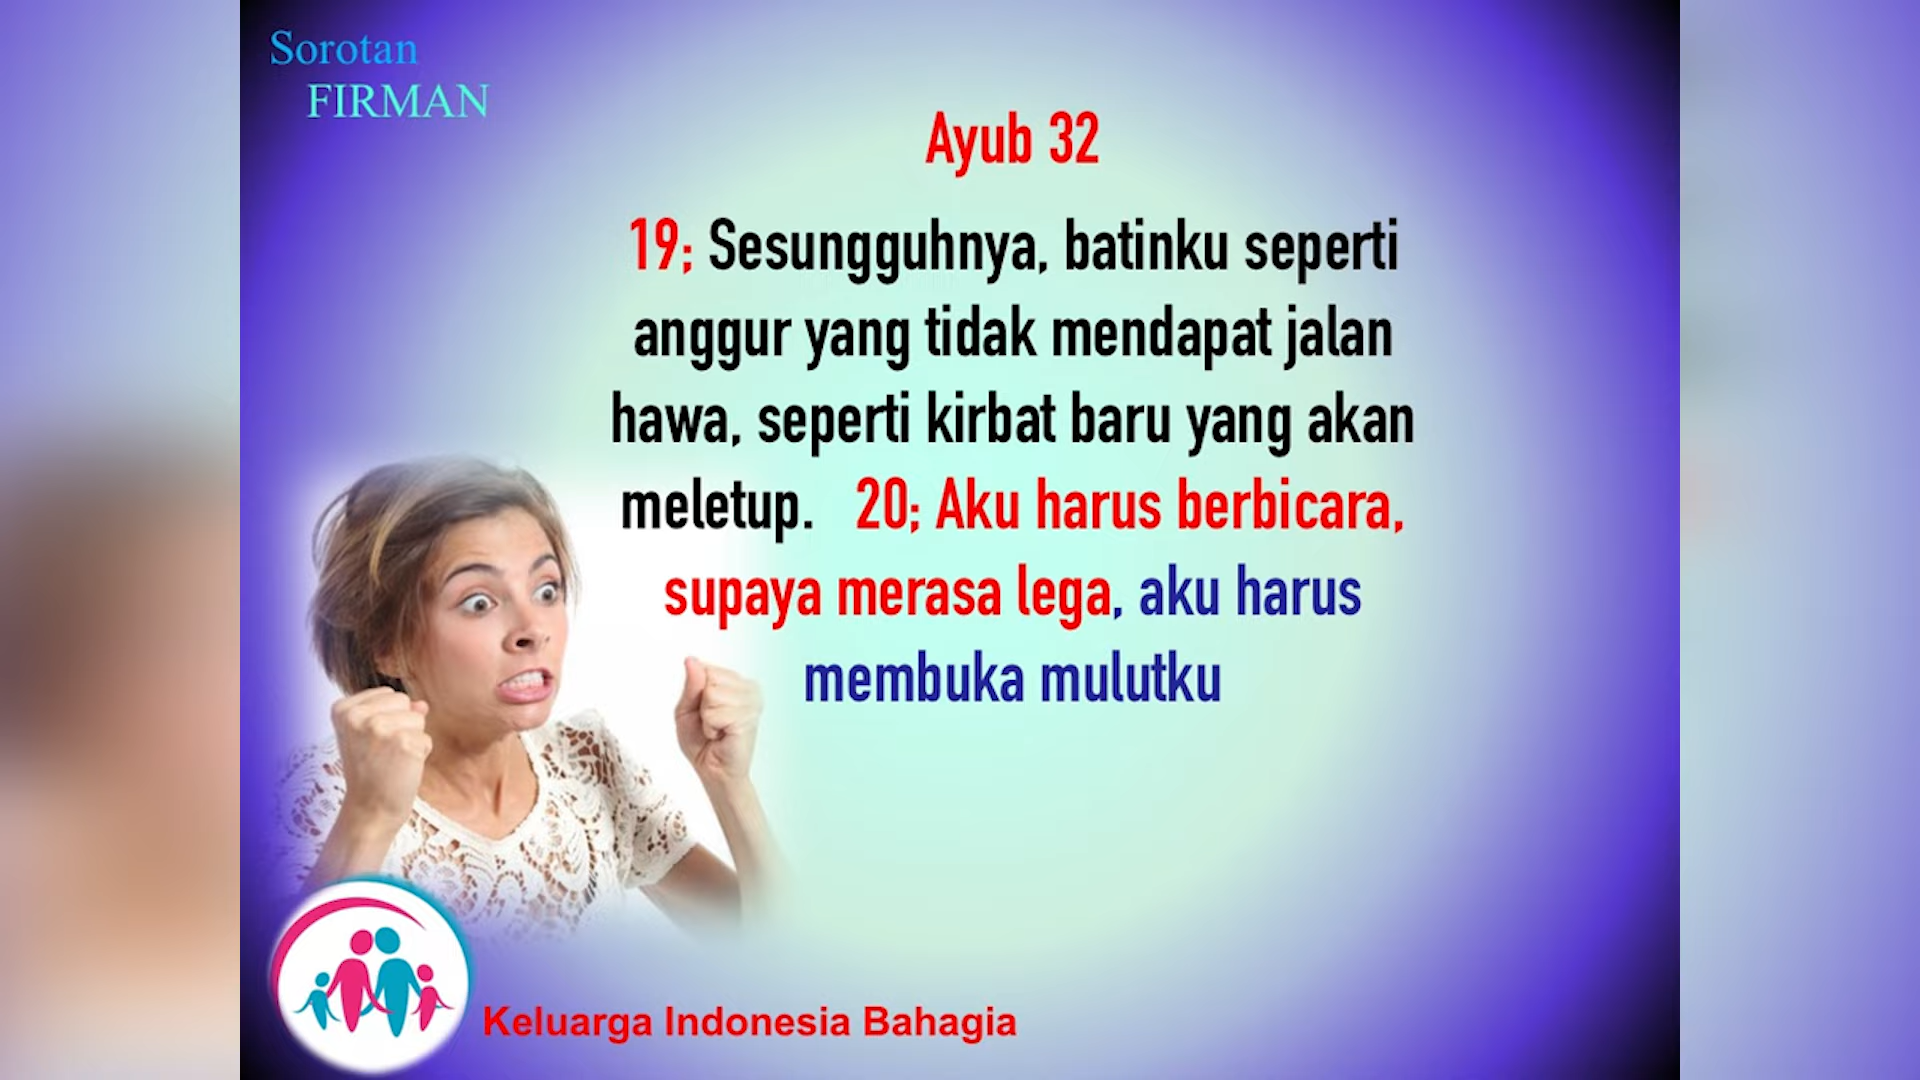 Sorotan
FIRMAN
Ayub 32
19; Sesungguhnya, batinku seperti
anggur yang tidak mendapat jalan
hawa, seperti kirbat baru yang akan
meletup. 20; Aku harus berbicara,
supaya merasa lega, aku harus
membuka mulutku
Keluarga Indonesia Bahagia